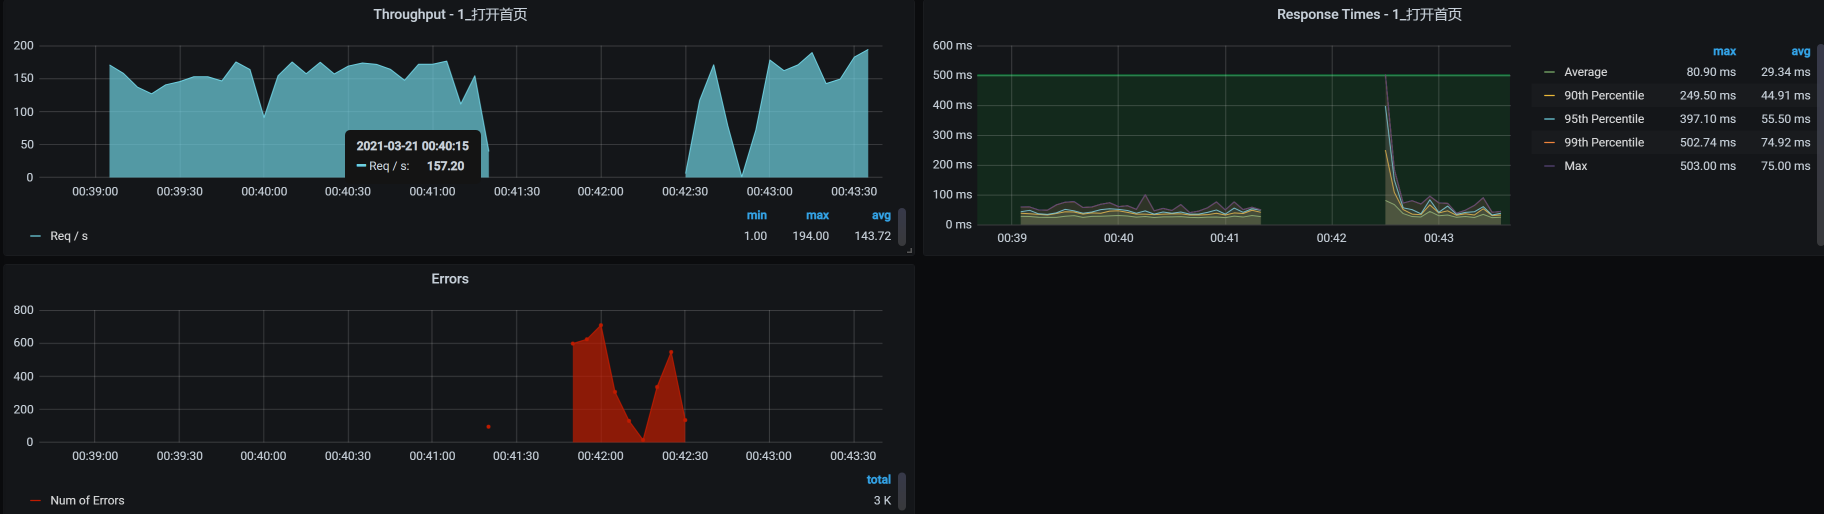 Throughput - 1_打开首页
200
150
100
50
0
2021-03-21 00:40:15
Req / s: 157.20
00:39:00 00:39:30 00:40:00 00:40:30 00:41:00 00:41:30 00:42:00 00:42:30 00:43:00 00:43:30
min max avg
Req / s 1.00 194.00 143.72
Response Times - 1_打开首页
600 ms
500 ms
400 ms
300 ms
200 ms
100 ms
0 ms
00:39 00:40 00:41 00:42 00:43
max avg
Average 80.90 ms 29.34 ms
90th Percentile 249.50 ms 44.91 ms
95th Percentile 397.10 ms 55.50 ms
99th Percentile 502.74 ms 74.92 ms
Max 503.00 ms 75.00 ms
Errors
800
600
400
200
0
00:39:00 00:39:30 00:40:00 00:40:30 00:41:00 00:41:30 00:42:00 00:42:30 00:43:00 00:43:30
total
Num of Errors 3 K